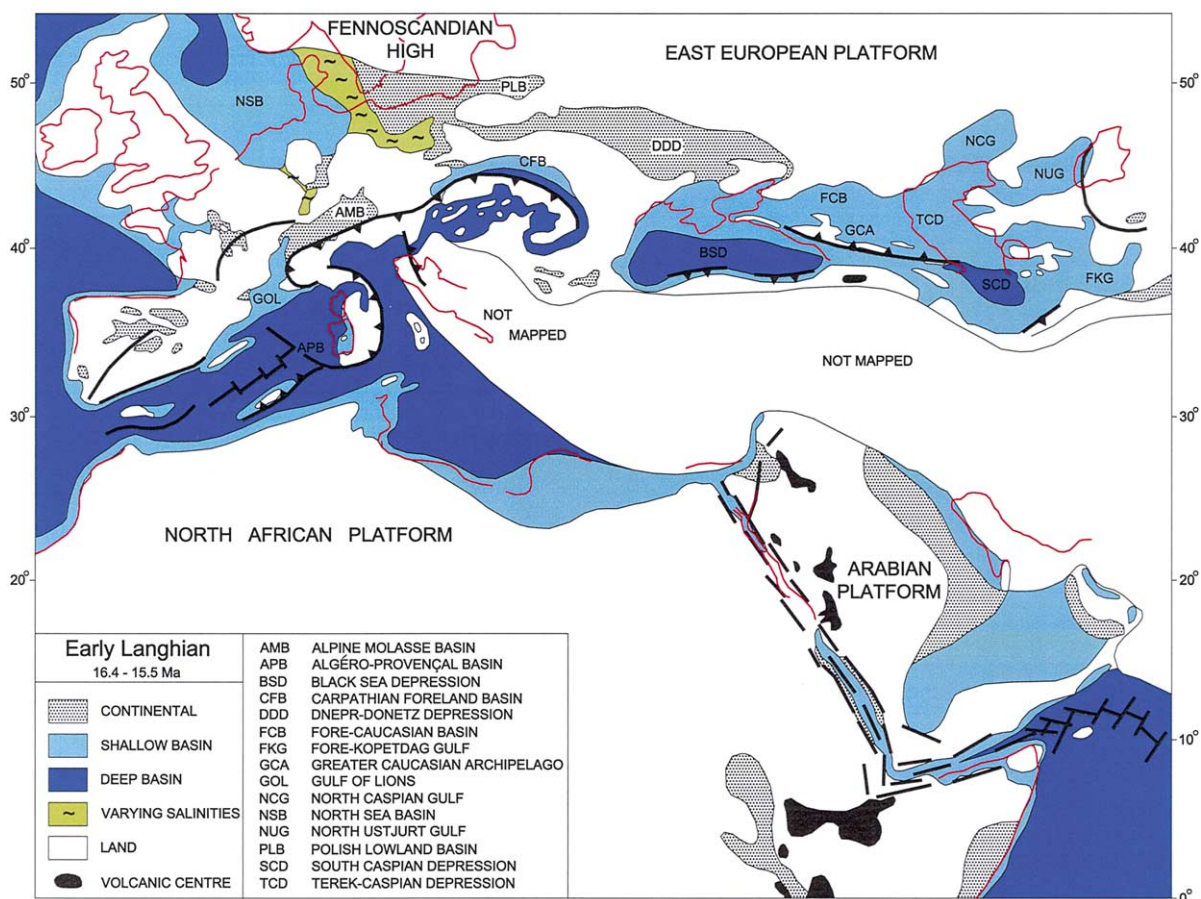 FENNOSCANDIAN
HIGH
EAST EUROPEAN PLATFORM
50°
50°
NSB
PLB
DDD
CFB
NCG
NUG
AMB
FCB
TCD
GCA
40°
40°
BSD
SCD
FKG
GOL
NOT
MAPPED
APB
NOT MAPPED
30°
30°
NORTH AFRICAN PLATFORM
ARABIAN
PLATFORM
20°
20°
10°
0°
Early Langhian
16.4 - 15.5 Ma
CONTINENTAL
SHALLOW BASIN
DEEP BASIN
~ VARYING SALINITIES
LAND
VOLCANIC CENTRE
AMB ALPINE MOLASSE BASIN
APB ALGÉRO-PROVENÇAL BASIN
BSD BLACK SEA DEPRESSION
CFB CARPATHIAN FORELAND BASIN
DDD DNEPR-DONETZ DEPRESSION
FCB FORE-CAUCASIAN BASIN
FKG FORE-KOPETDAG GULF
GCA GREATER CAUCASIAN ARCHIPELAGO
GOL GULF OF LIONS
NCG NORTH CASPIAN GULF
NSB NORTH SEA BASIN
NUG NORTH USTJURT GULF
PLB POLISH LOWLAND BASIN
SCD SOUTH CASPIAN DEPRESSION
TCD TEREK-CASPIAN DEPRESSION